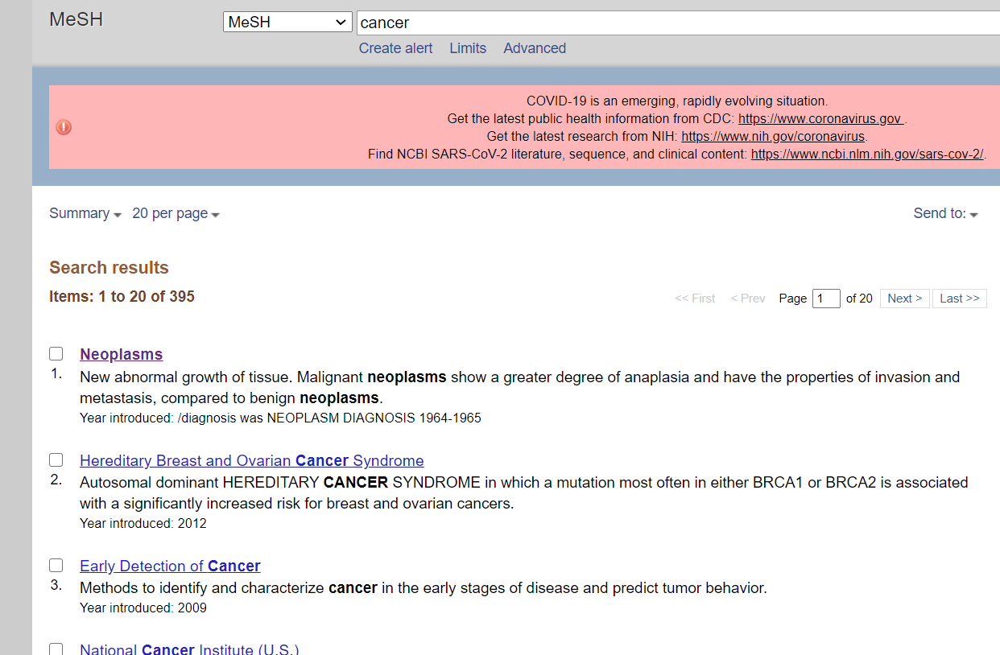 MeSH
MeSH
cancer
Create alert Limits Advanced
COVID-19 is an emerging, rapidly evolving situation.
Get the latest public health information from CDC: https://www.coronavirus.gov .
Get the latest research from NIH: https://www.nih.gov/coronavirus.
Find NCBI SARS-CoV-2 literature, sequence, and clinical content: https://www.ncbi.nlm.nih.gov/sars-cov-2/.
Summary 20 per page Send to:
Search results
Items: 1 to 20 of 395
<< First < Prev Page 1 of 20 Next > Last >>
Neoplasms
1. New abnormal growth of tissue. Malignant neoplasms show a greater degree of anaplasia and have the properties of invasion and
metastasis, compared to benign neoplasms.
Year introduced: /diagnosis was NEOPLASM DIAGNOSIS 1964-1965
Hereditary Breast and Ovarian Cancer Syndrome
2. Autosomal dominant HEREDITARY CANCER SYNDROME in which a mutation most often in either BRCA1 or BRCA2 is associated
with a significantly increased risk for breast and ovarian cancers.
Year introduced: 2012
Early Detection of Cancer
3. Methods to identify and characterize cancer in the early stages of disease and predict tumor behavior.
Year introduced: 2009
National Cancer Institute (U.S.)